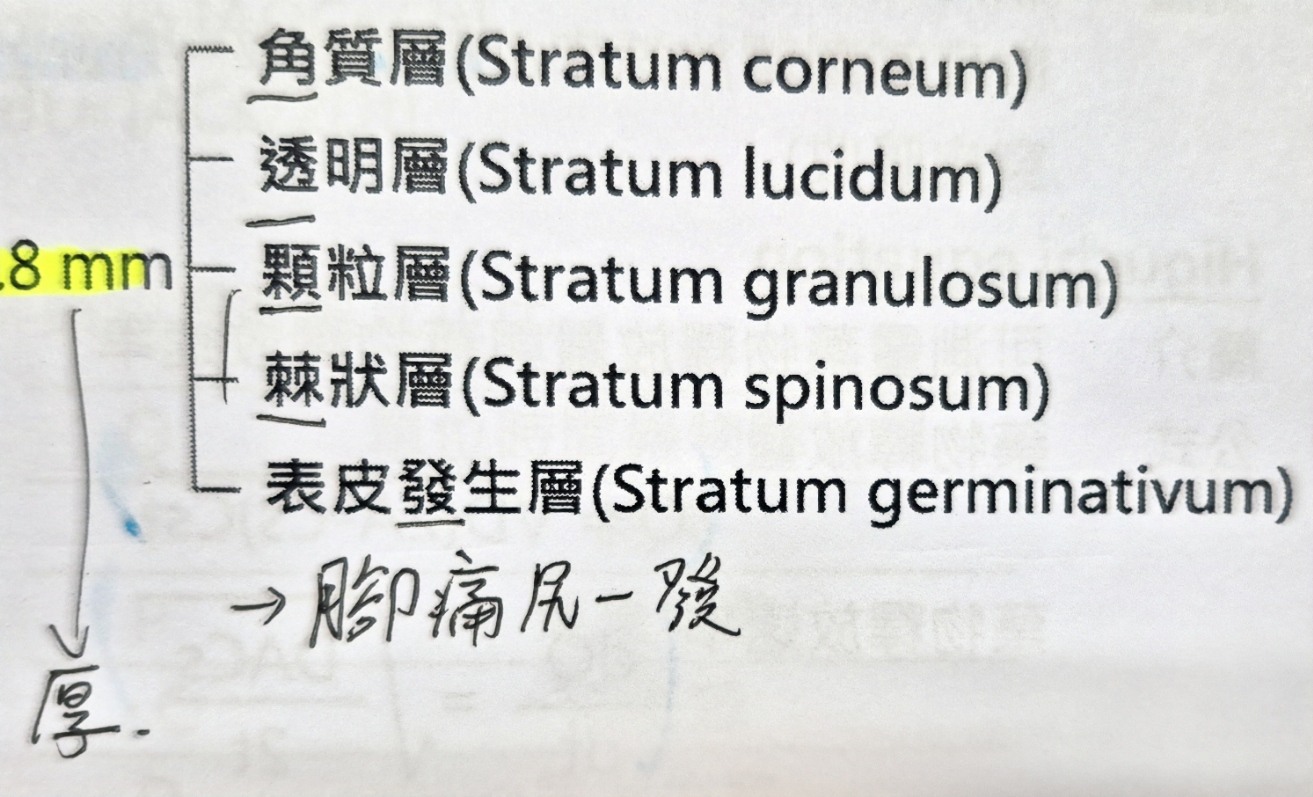 角質層(Stratum corneum)
透明層(Stratum lucidum)
.8 mm 顆粒層(Stratum granulosum)
棘狀層(Stratum spinosum)
表皮發生層(Stratum germinativum)
→ 腳痛尻一發
厚.